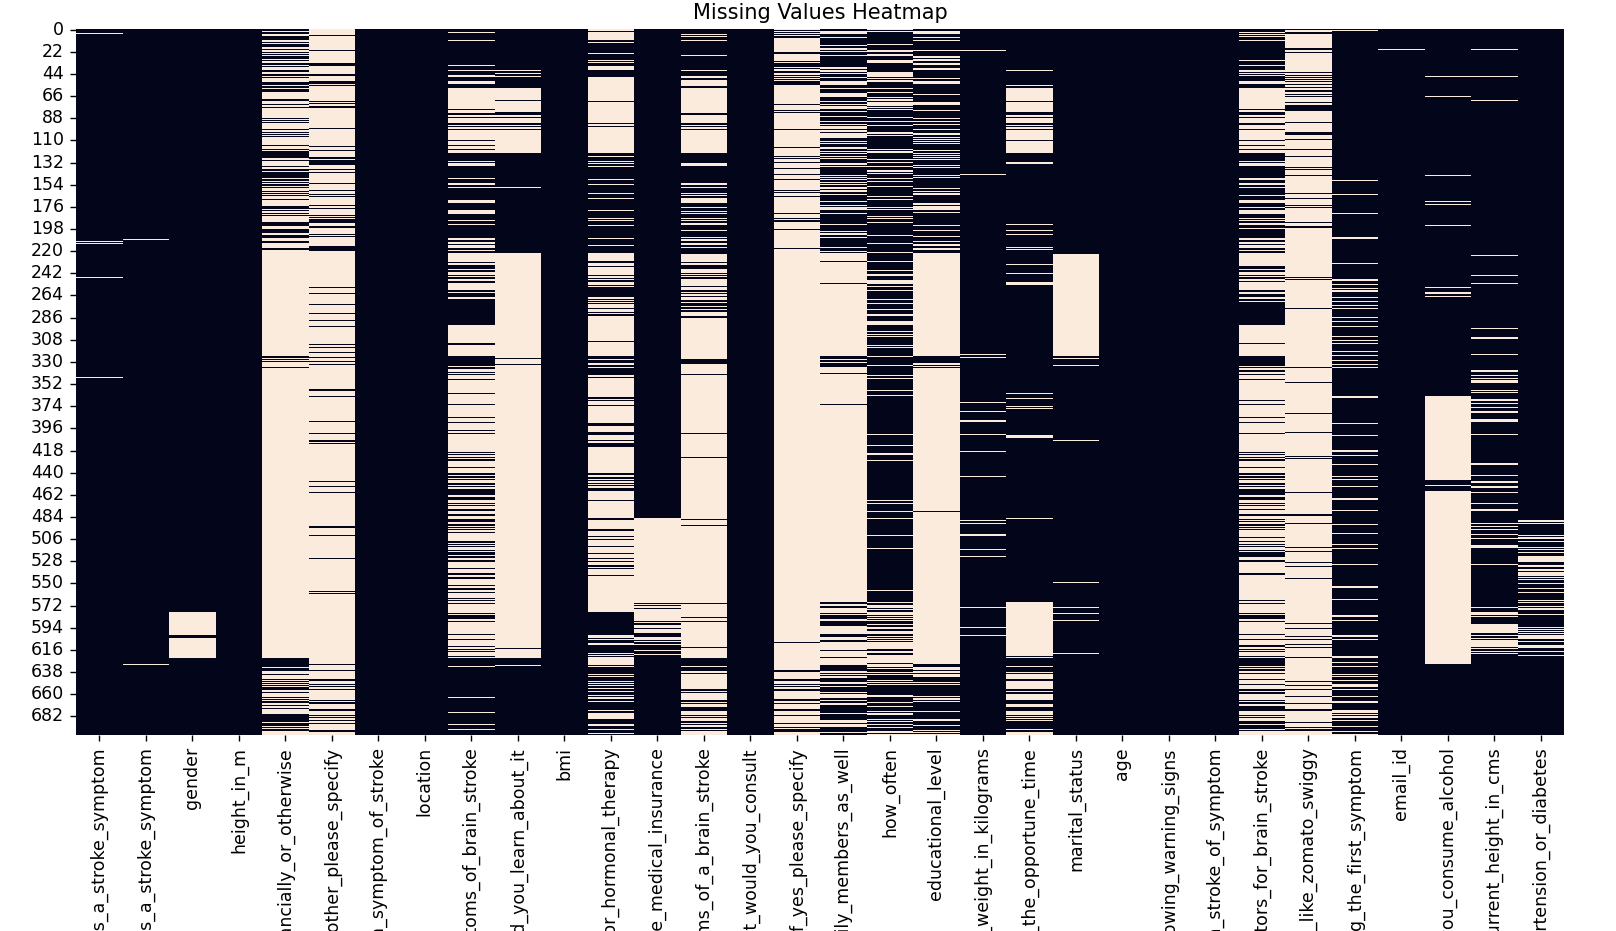 Missing Values Heatmap
0
22
44
66
88
110
132
154
176
198
220
242
264
286
308
330
352
374
396
418
440
462
484
506
528
550
572
594
616
638
660
682
s_a_stroke_symptom
s_a_stroke_symptom
gender
height_in_m
ancially_or_otherwise
other_please_specify
_symptom_of_stroke
location
toms_of_brain_stroke
d_you_learn_about_it
bmi
or_hormonal_therapy
e_medical_insurance
ms_of_a_brain_stroke
t_would_you_consult
f_yes_please_specify
ily_members_as_well
how_often
educational_level
_weight_in_kilograms
the_opportune_time
marital_status
age
owing_warning_signs
_stroke_of_symptom
tors_for_brain_stroke
_like_zomato_swiggy
g_the_first_symptom
email_id
ou_consume_alcohol
urrent_height_in_cms
rtension_or_diabetes